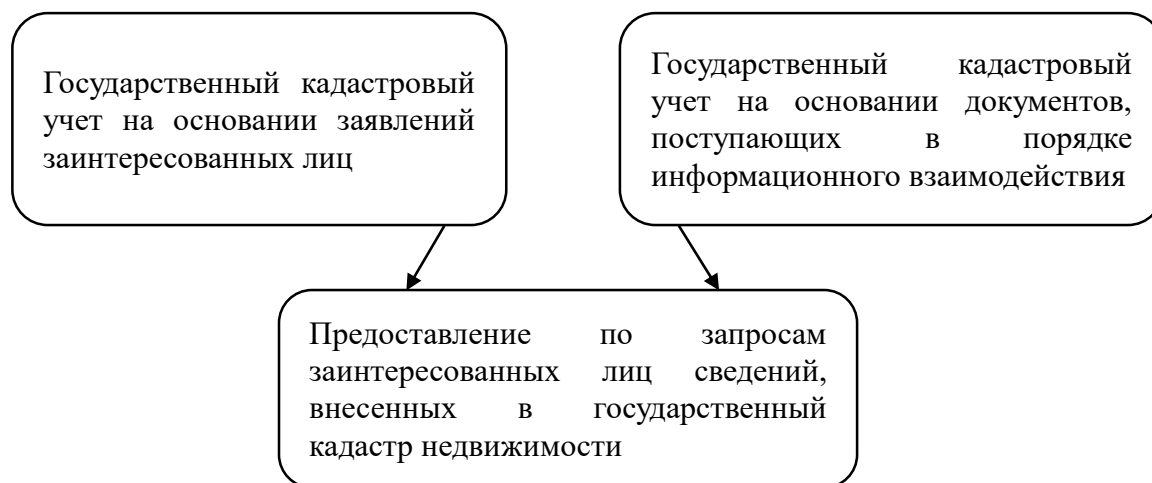 Государственный кадастровый
учет на основании заявлений
заинтересованных лиц
Государственный кадастровый
учет на основании документов,
поступающих в порядке
информационного взаимодействия
Предоставление по запросам
заинтересованных лиц сведений,
внесенных в государственный
кадастр недвижимости